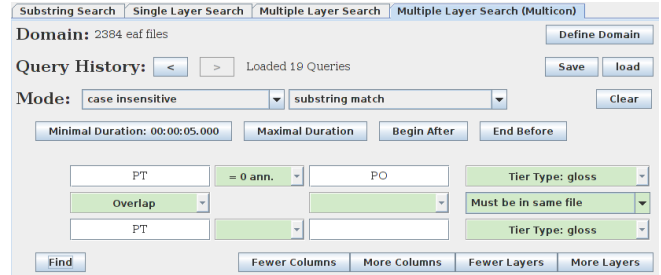 Substring Search Single Layer Search Multiple Layer Search Multiple Layer Search (Multicon)
Domain: 2384 eaf files Define Domain
Query History: < > Loaded 19 Queries Save load
Mode: case insensitive substring match Clear
Minimal Duration: 00:00:05.000 Maximal Duration Begin After End Before
PT = 0 ann. PO Tier Type: gloss
Overlap Must be in same file
PT Tier Type: gloss
Find Fewer Columns More Columns Fewer Layers More Layers